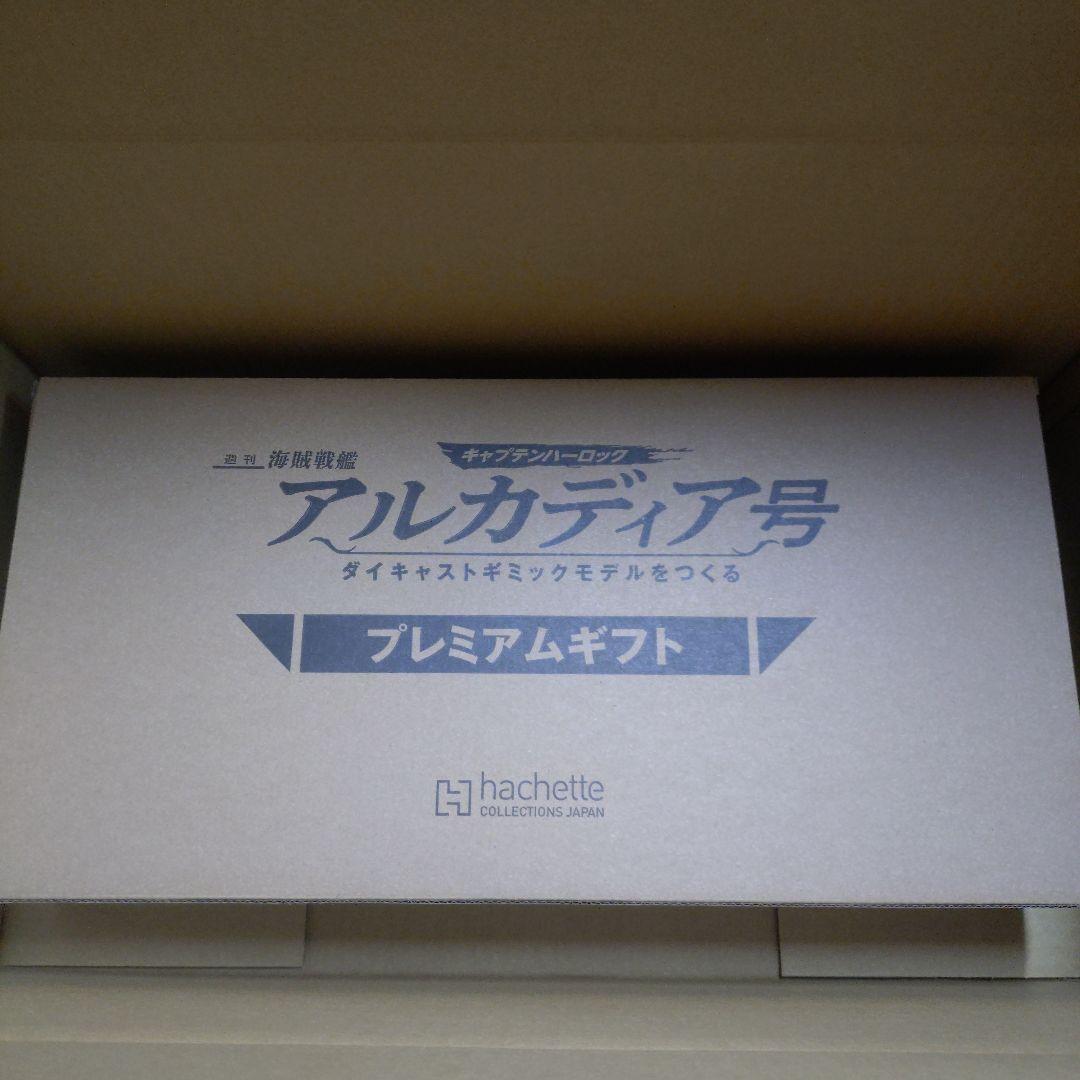 週刊 海賊戦艦
キャプテンハーロック
アルカディア号
ダイキャストギミックモデルをつくる
プレミアムギフト
hachette
COLLECTIONS JAPAN